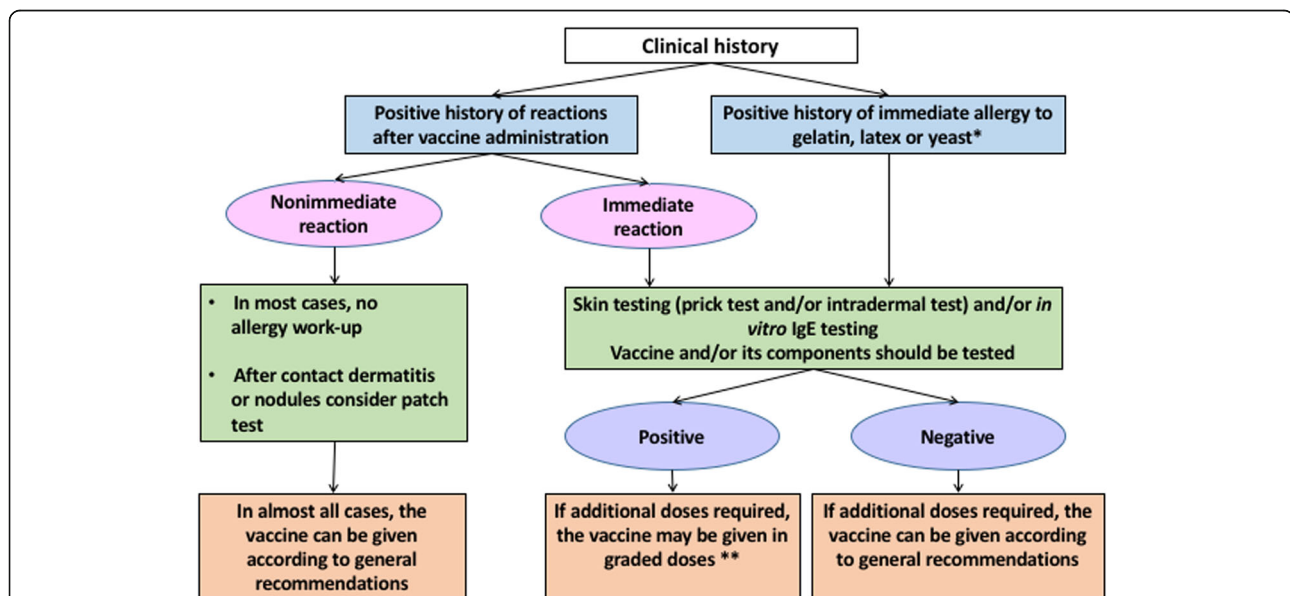 Clinical history
Positive history of reactions
after vaccine administration
Positive history of immediate allergy to
gelatin, latex or yeast*
Nonimmediate
reaction
Immediate
reaction
• In most cases, no
allergy work-up
• After contact dermatitis
or nodules consider patch
test
Skin testing (prick test and/or intradermal test) and/or in
vitro IgE testing
Vaccine and/or its components should be tested
Positive
Negative
In almost all cases, the
vaccine can be given
according to general
recommendations
If additional doses required,
the vaccine may be given in
graded doses **
If additional doses required, the
vaccine can be given according
to general recommendations